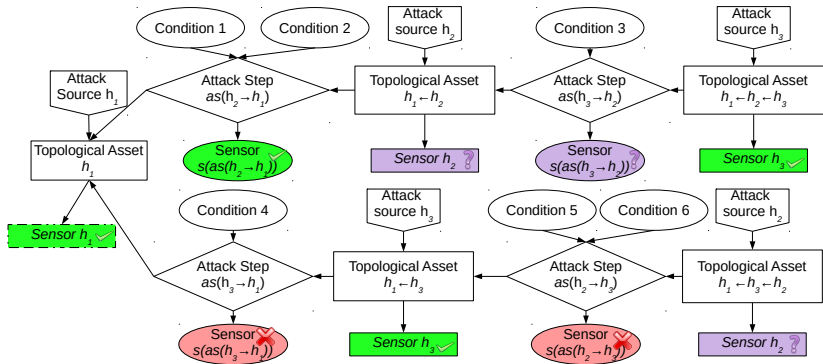 Condition 1
Condition 2
Attack
source h2
Condition 3
Attack
source h3
Attack
Source h1
Attack Step
as(h2→h1)
Topological Asset
h1←h2
Attack Step
as(h3→h2)
Topological Asset
h1←h2←h3
Topological Asset
h1
Sensor
s(as(h2→h1))
Sensor h2 ?
Sensor
s(as(h3→h2)) ?
Sensor h3
Sensor h1
Condition 4
Attack
source h3
Condition 5
Condition 6
Attack
source h2
Attack Step
as(h3→h1)
Topological Asset
h1←h3
Attack Step
as(h2→h3)
Topological Asset
h1←h3←h2
Sensor
s(as(h3→h1))
Sensor h3
Sensor
s(as(h2→h3))
Sensor h2 ?